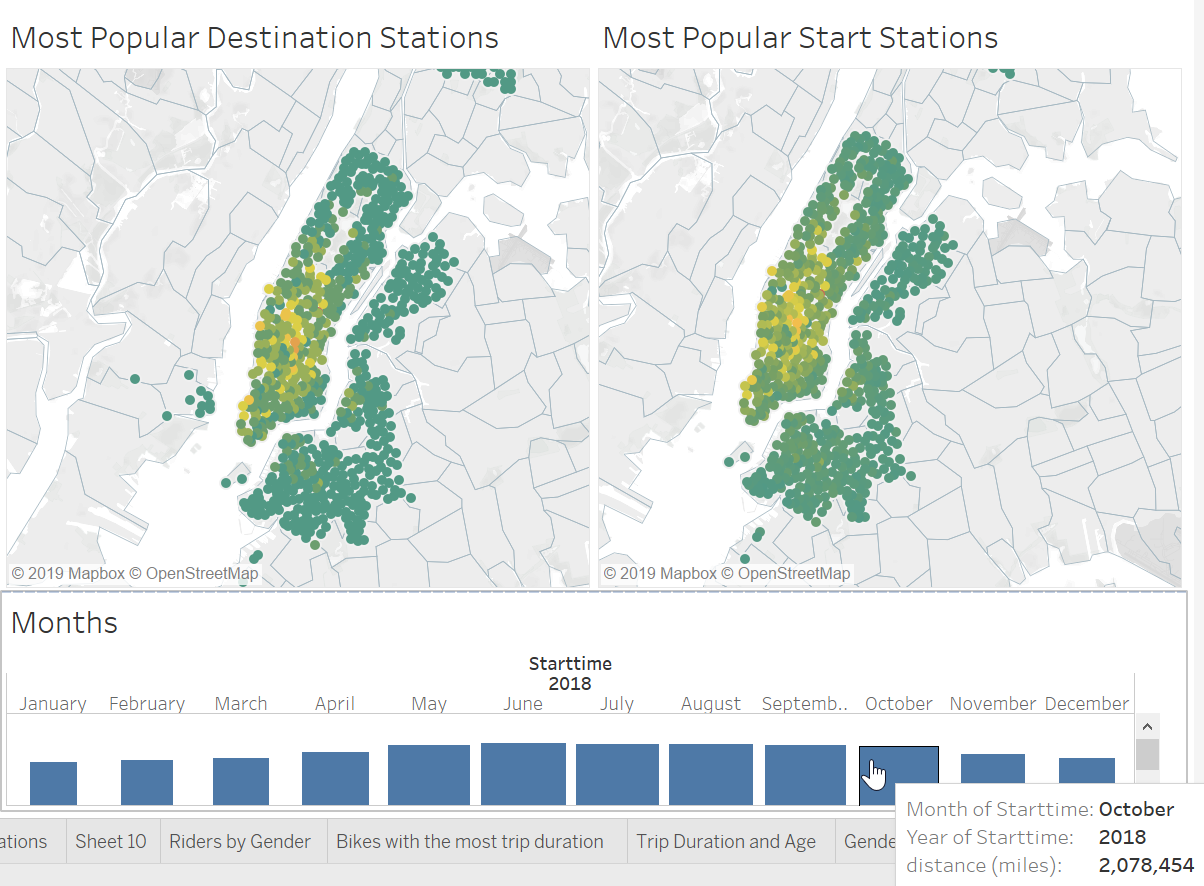 Most Popular Destination Stations
Most Popular Start Stations
© 2019 Mapbox © OpenStreetMap
© 2019 Mapbox © OpenStreetMap
Months
Starttime
2018
January February March April May June July August Septemb.. October November December
ations Sheet 10 Riders by Gender Bikes with the most trip duration Trip Duration and Age Gende
Month of Starttime: October
Year of Starttime: 2018
distance (miles): 2,078,454